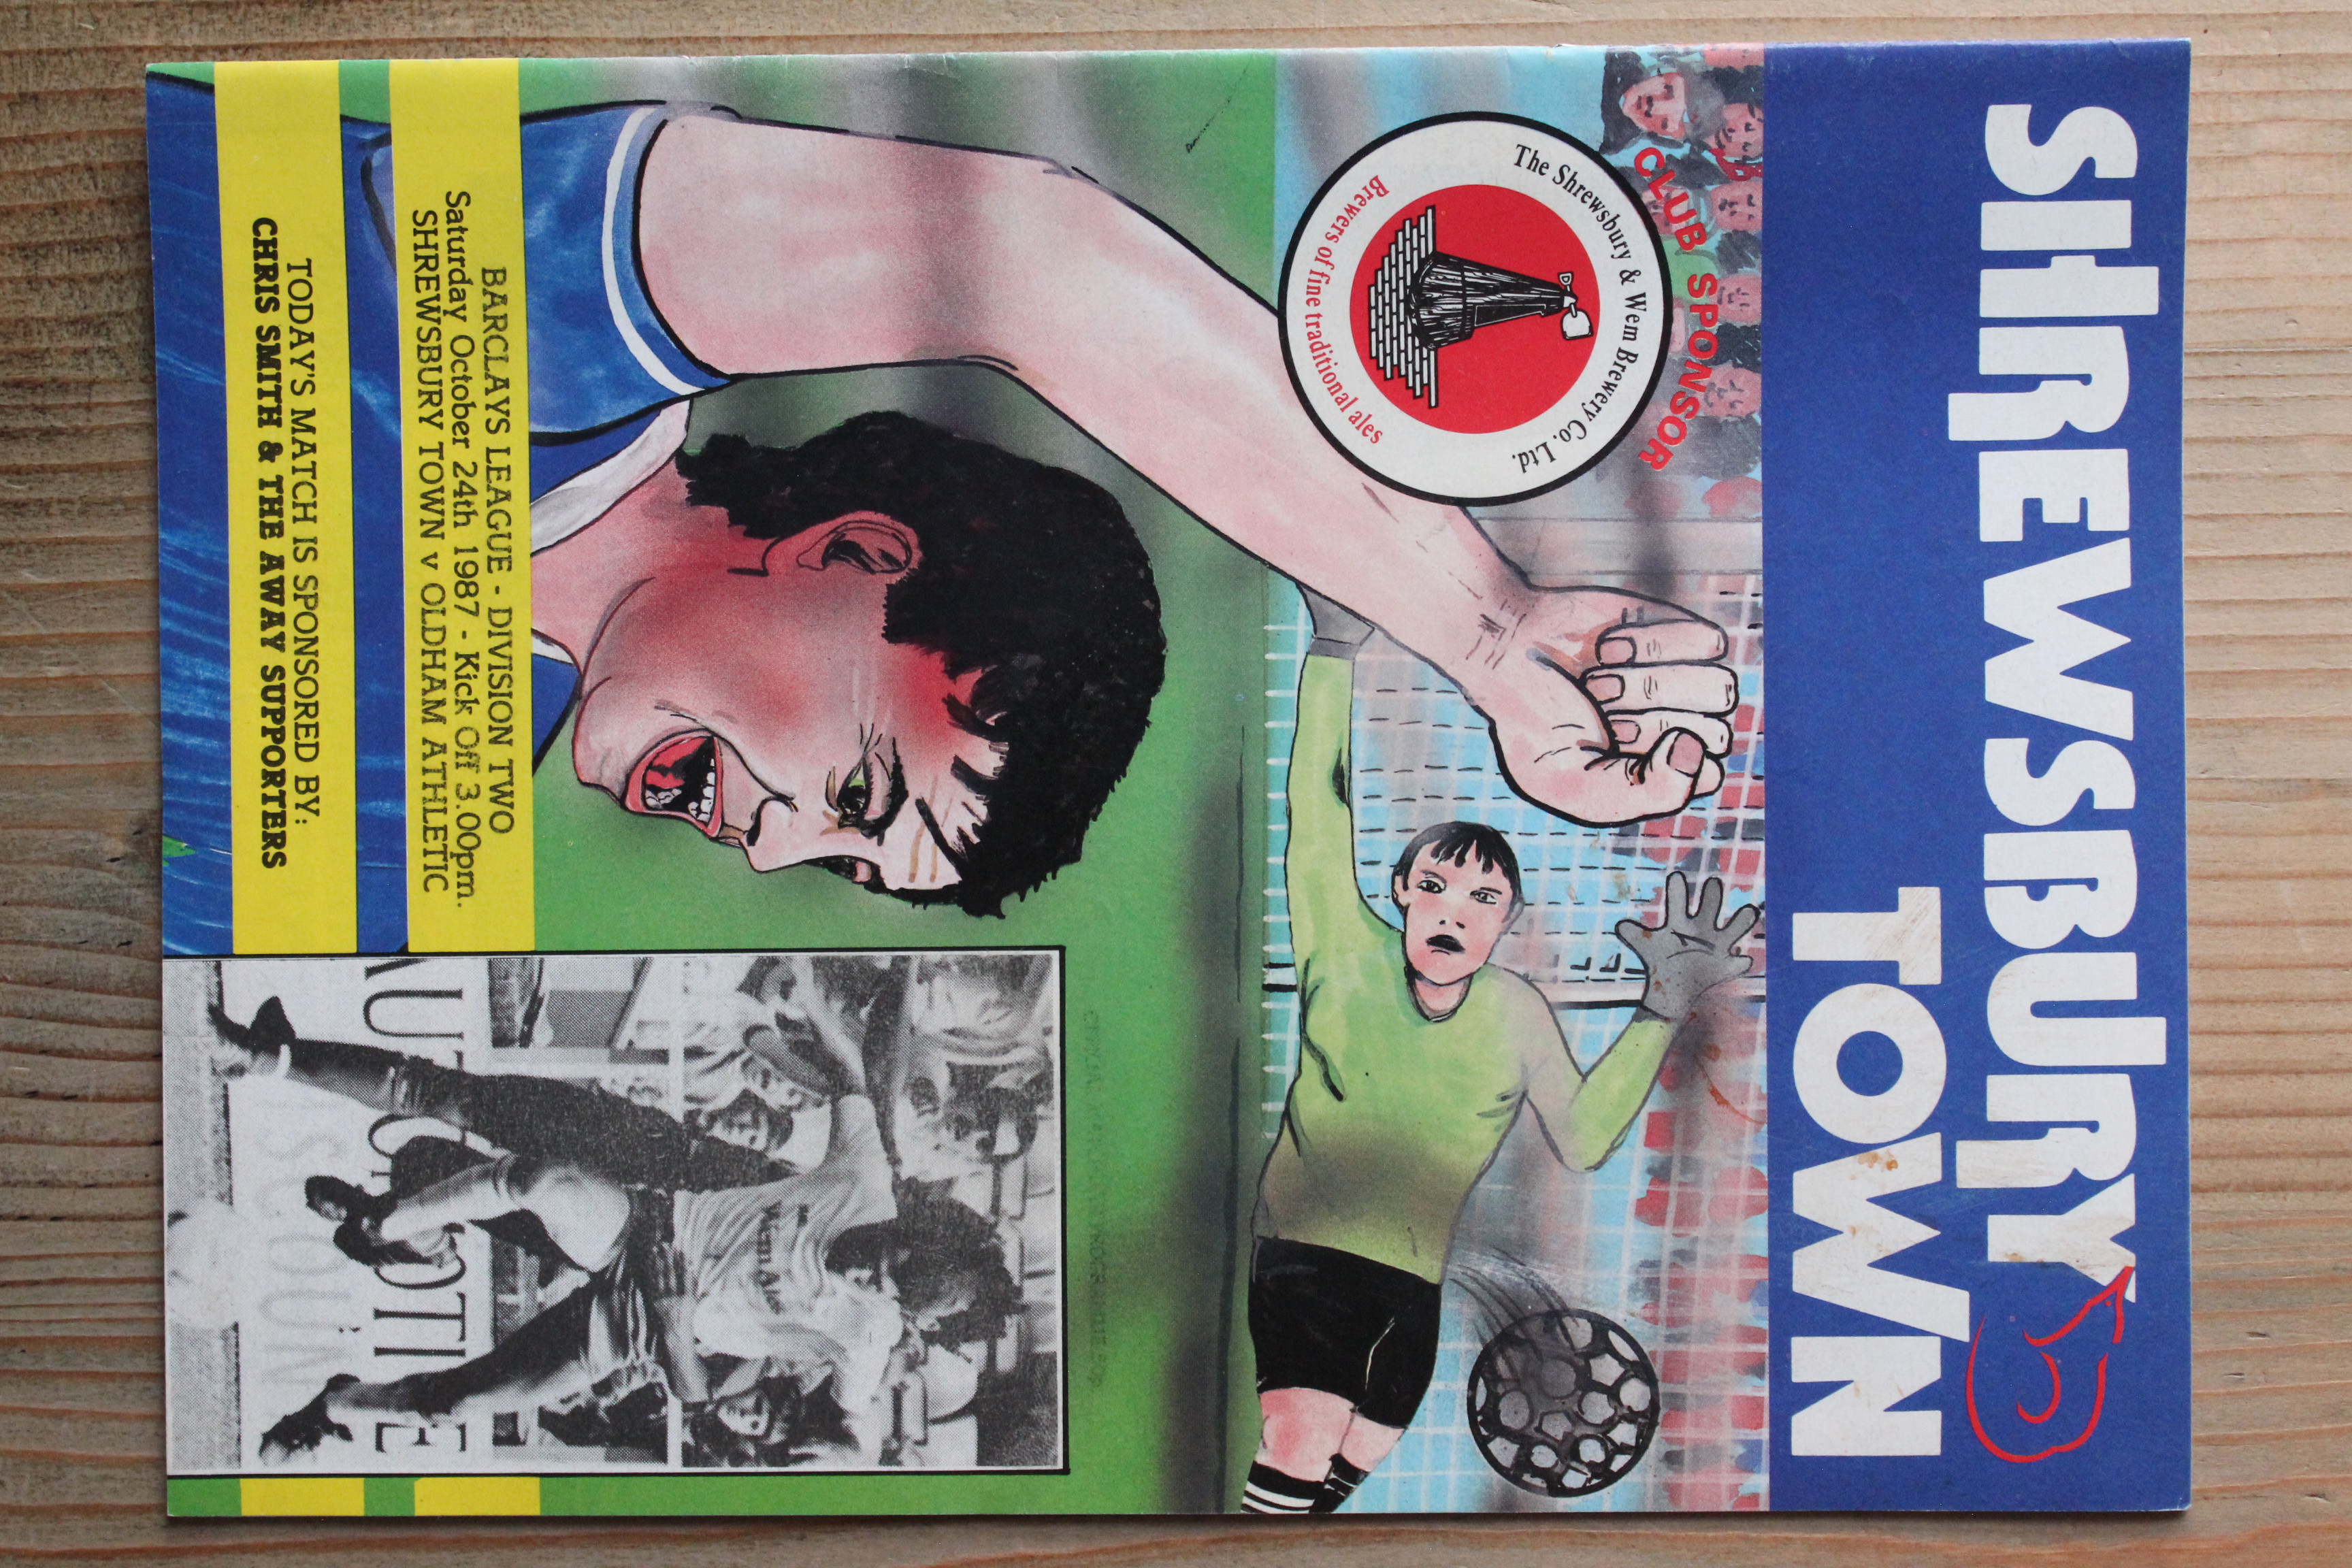 SHREWSBURY
TOWN
CLUB SPONSOR
The Shrewsbury & Wem Brewery Co. Ltd.
Brewers of fine traditional ales
BARCLAYS LEAGUE - DIVISION TWO
Saturday October 24th 1987 - Kick Off 3.00pm.
SHREWSBURY TOWN v OLDHAM ATHLETIC
TODAY'S MATCH IS SPONSORED BY:
CHRIS SMITH & THE AWAY SUPPORTERS
Wem Ales